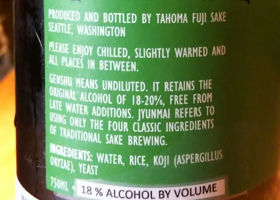 PRODUCED AND BOTTLED BY TAHOMA FUJI SAKE
SEATTLE, WASHINGTON
PLEASE ENJOY CHILLED, SLIGHTLY WARMED AND
ALL PLACES IN BETWEEN.
GENSHU MEANS UNDILUTED. IT RETAINS THE
ORIGINAL ALCOHOL OF 18-20%, FREE FROM
LATE WATER ADDITIONS. JYUNMAI REFERS TO
USING ONLY THE FOUR CLASSIC INGREDIENTS
OF TRADITIONAL SAKE BREWING.
INGREDIENTS: WATER, RICE, KOJI (ASPERGILLUS
ORYZAE), YEAST
750ML
18 % ALCOHOL BY VOLUME